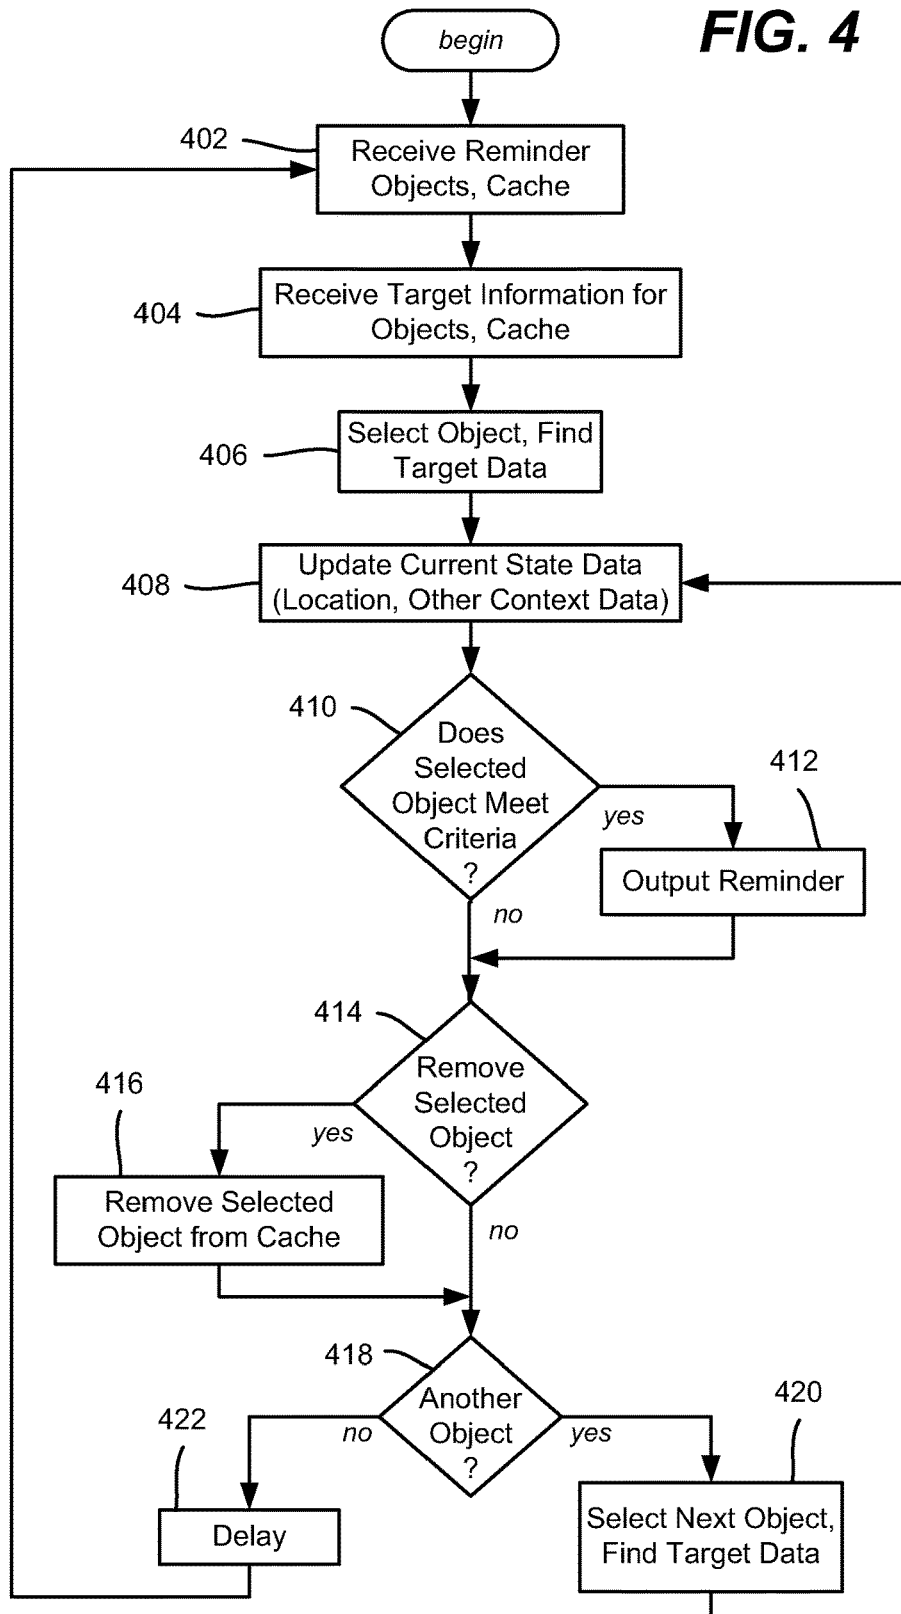 FIG. 4
begin
402
Receive Reminder
Objects, Cache
404
Receive Target Information for
Objects, Cache
406
Select Object, Find
Target Data
408
Update Current State Data
(Location, Other Context Data)
410
Does
Selected
Object Meet
Criteria
?
yes
412
Output Reminder
no
414
Remove
Selected
Object
?
yes
416
Remove Selected
Object from Cache
no
418
Another
Object
?
no
yes
420
Select Next Object,
Find Target Data
422
Delay